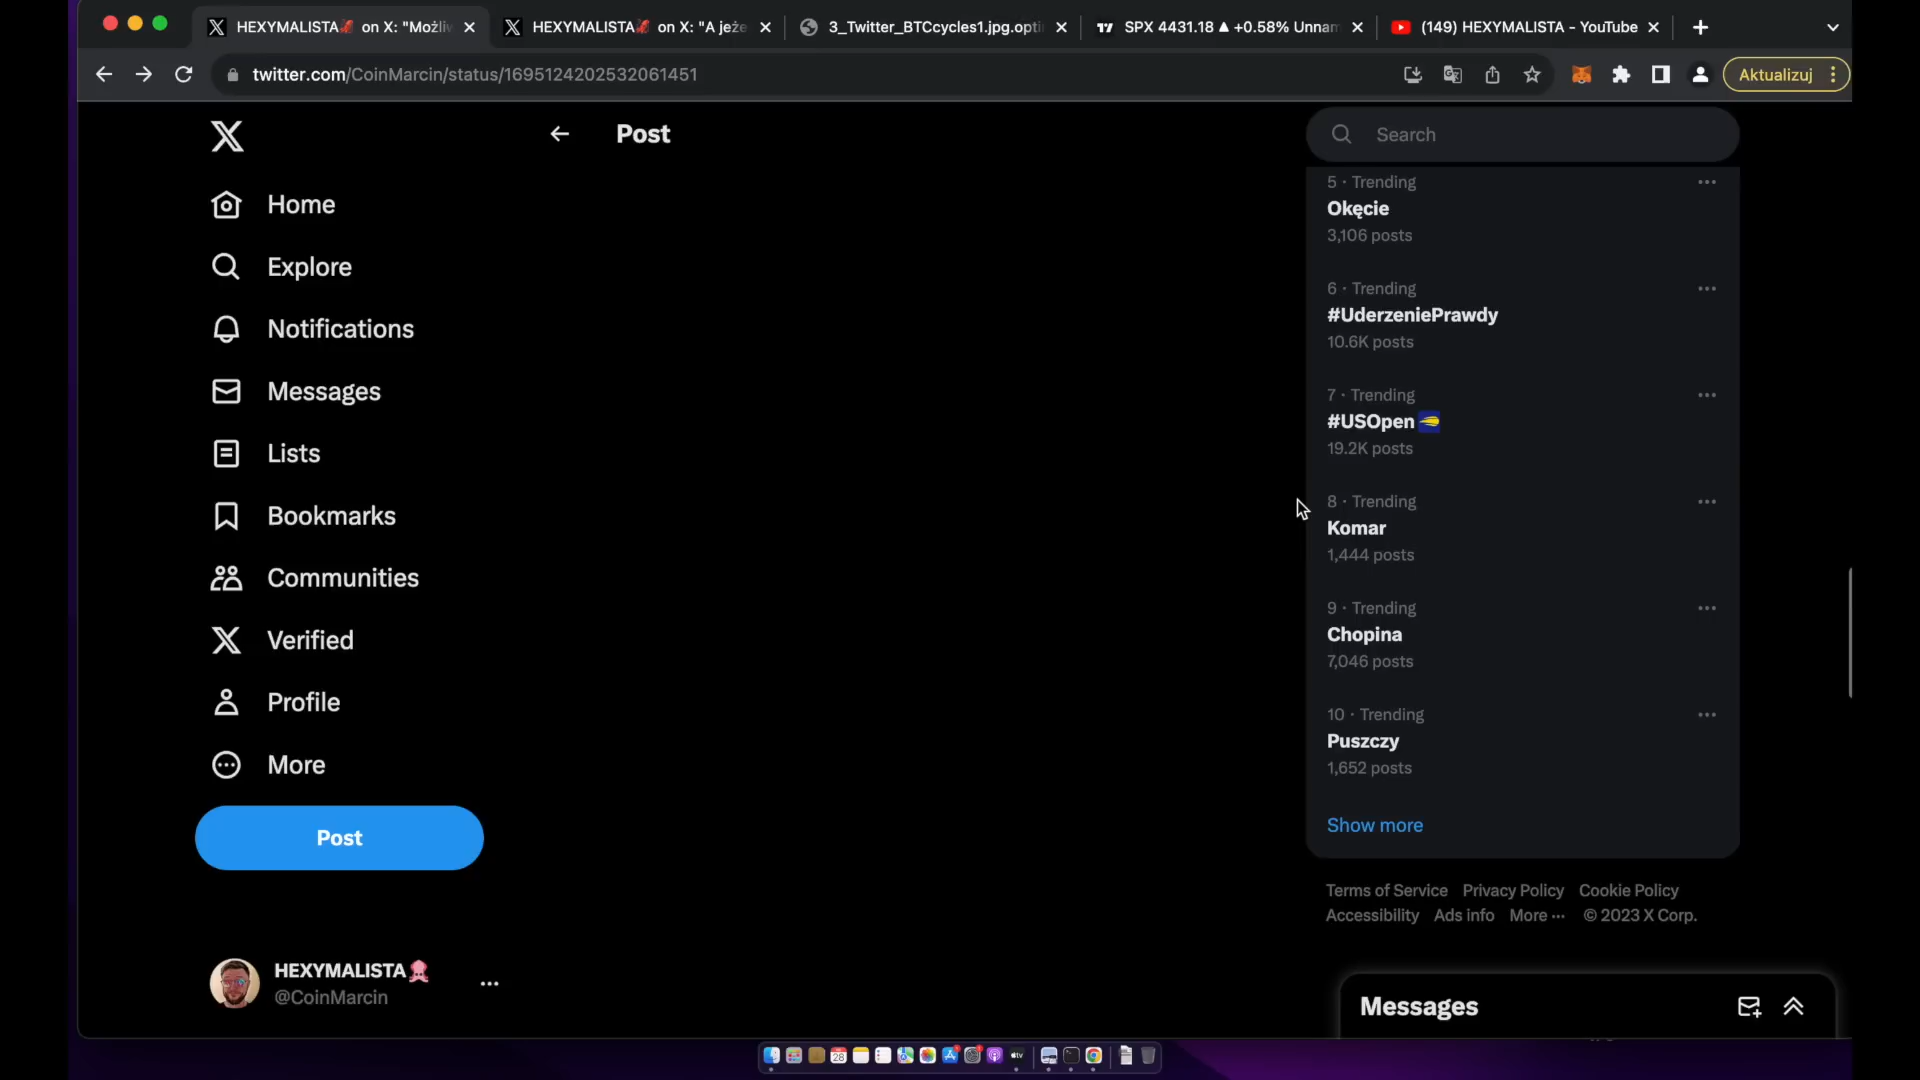 HEXYMALISTA🦑 on X: "Możliw
HEXYMALISTA🦑 on X: "A jeże
3_Twitter_BTCcycles1.jpg.opti
SPX 4431.18 ▲ +0.58% Unnam
(149) HEXYMALISTA - YouTube
twitter.com/CoinMarcin/status/1695124202532061451
Aktualizuj
Post
Search
Home
Explore
Notifications
Messages
Lists
Bookmarks
Communities
Verified
Profile
More
Post
HEXYMALISTA🦑
@CoinMarcin
5 · Trending
Okęcie
3,106 posts
6 · Trending
#UderzeniePrawdy
10.6K posts
7 · Trending
#USOpen
19.2K posts
8 · Trending
Komar
1,444 posts
9 · Trending
Chopina
7,046 posts
10 · Trending
Puszczy
1,652 posts
Show more
Terms of Service Privacy Policy Cookie Policy
Accessibility Ads info More ··· © 2023 X Corp.
Messages
28